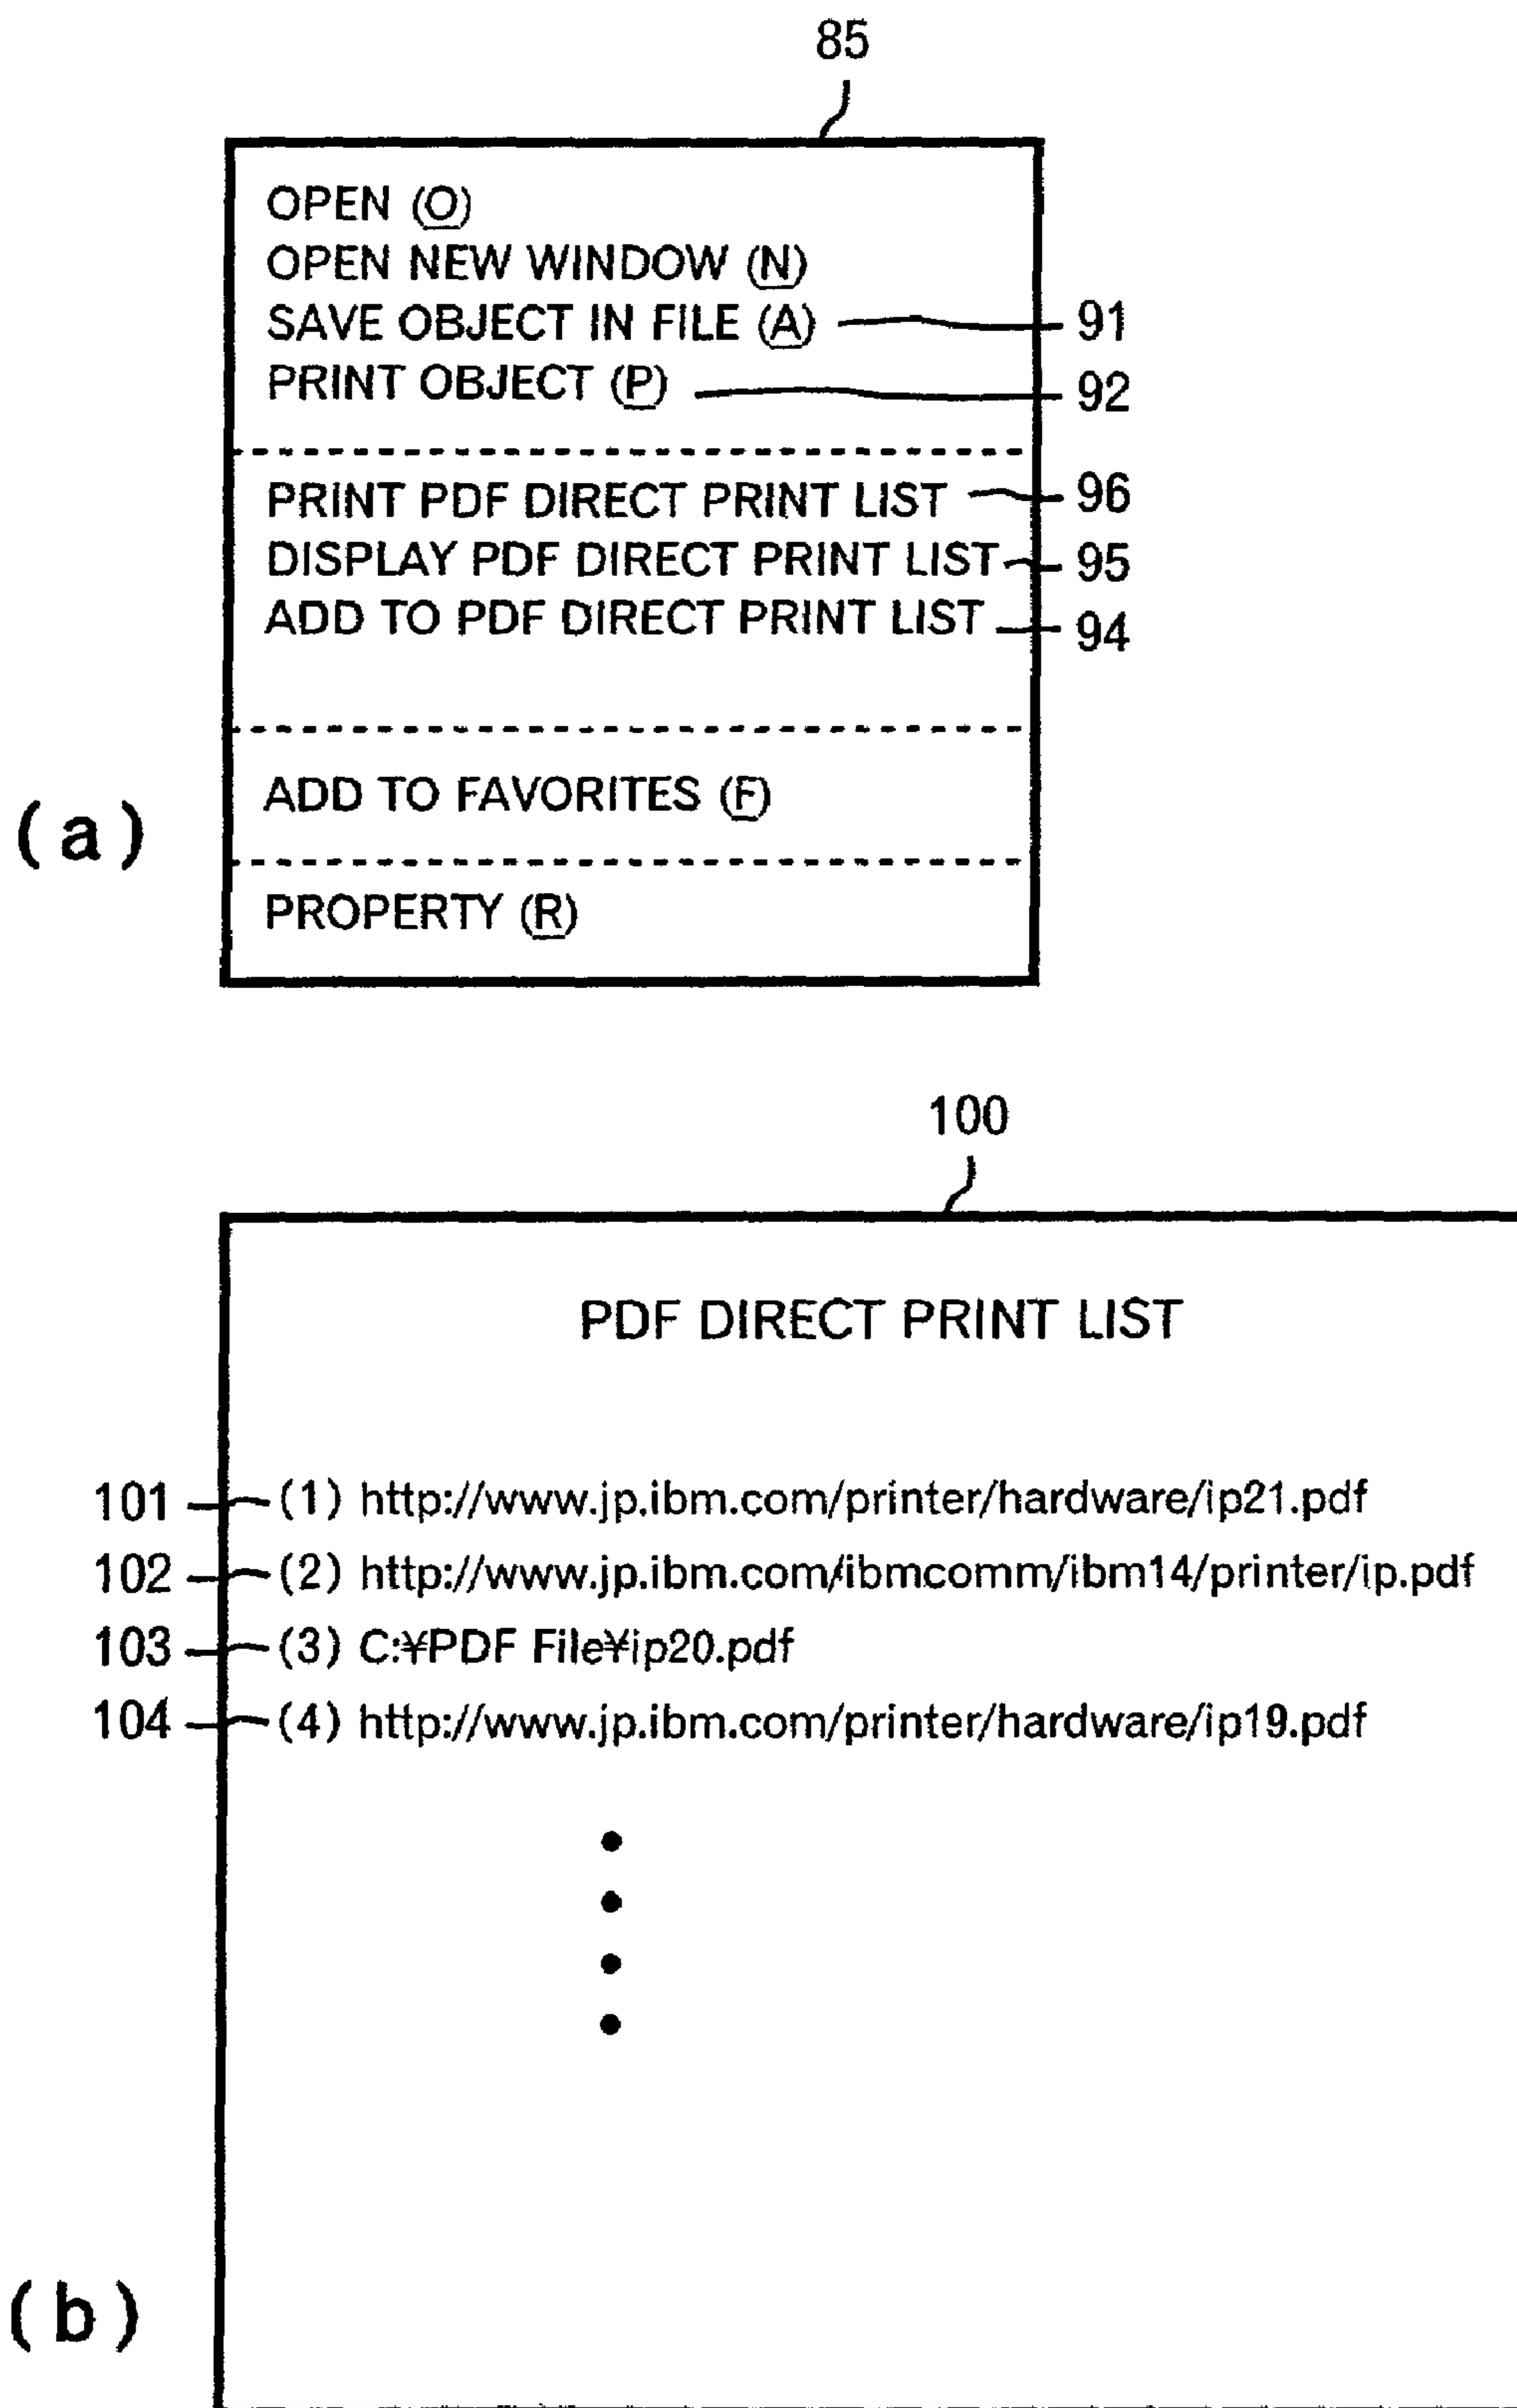 85
OPEN (O)
OPEN NEW WINDOW (N)
SAVE OBJECT IN FILE (A) 91
PRINT OBJECT (P) 92
PRINT PDF DIRECT PRINT LIST 96
DISPLAY PDF DIRECT PRINT LIST 95
ADD TO PDF DIRECT PRINT LIST 94
ADD TO FAVORITES (F)
(a)
PROPERTY (R)
100
PDF DIRECT PRINT LIST
101 (1) http://www.jp.ibm.com/printer/hardware/ip21.pdf
102 (2) http://www.jp.ibm.com/ibmcomm/ibm14/printer/ip.pdf
103 (3) C:¥PDF File¥ip20.pdf
104 (4) http://www.jp.ibm.com/printer/hardware/ip19.pdf
(b)